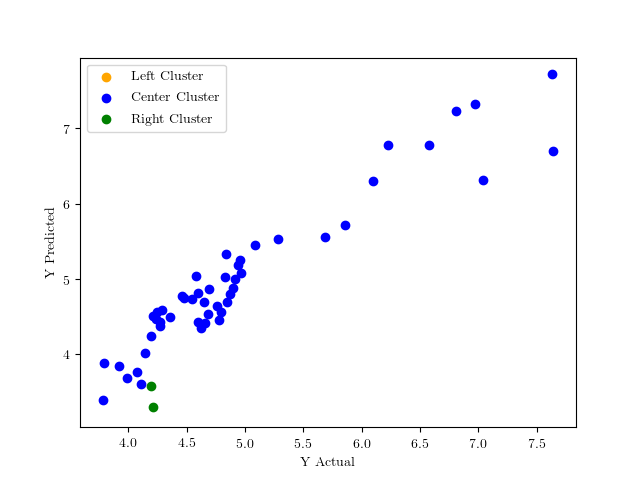 Left Cluster
Center Cluster
Right Cluster
7
6
5
4
Y Predicted
4.0 4.5 5.0 5.5 6.0 6.5 7.0 7.5
Y Actual